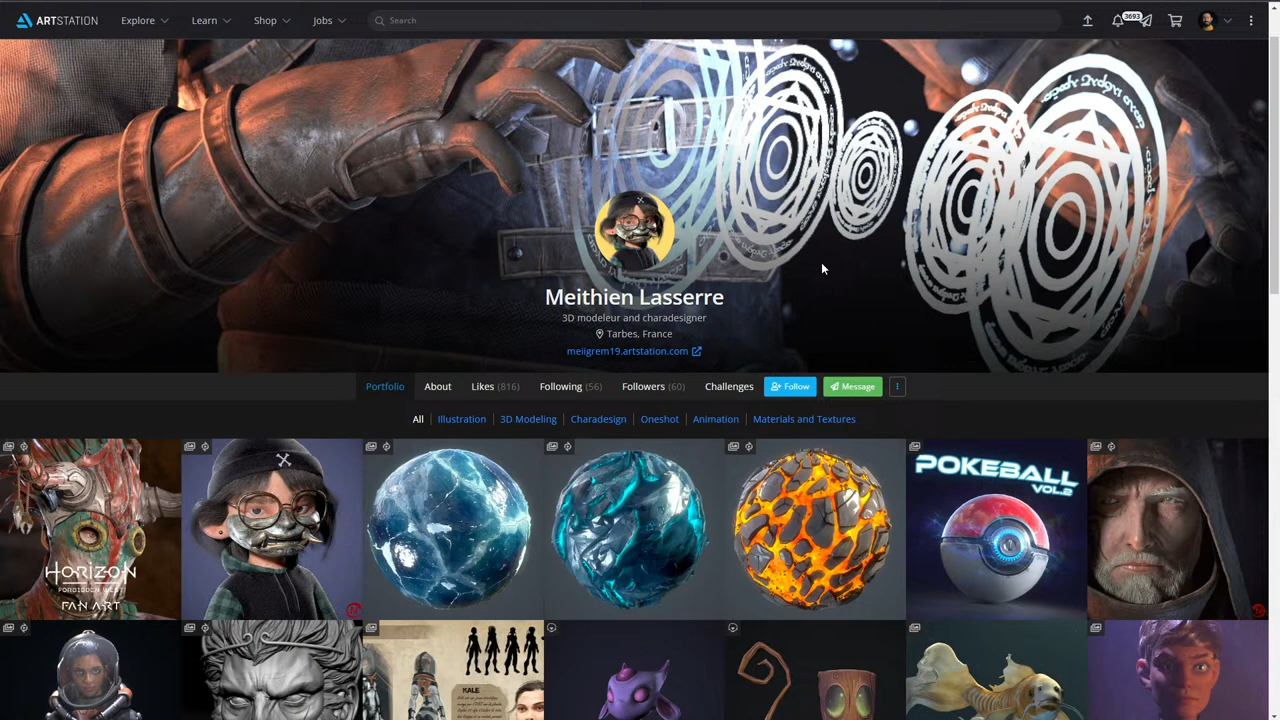 ARTSTATION Explore Learn Shop Jobs Search 3693
Meithien Lasserre
3D modeleur and charadesigner
Tarbes, France
meiigrem19.artstation.com
Portfolio About Likes (816) Following (56) Followers (60) Challenges Follow Message
All Illustration 3D Modeling Charadesign Oneshot Animation Materials and Textures
HORIZON
FORBIDDEN WEST
FAN ART
POKEBALL
VOL.2
KALE